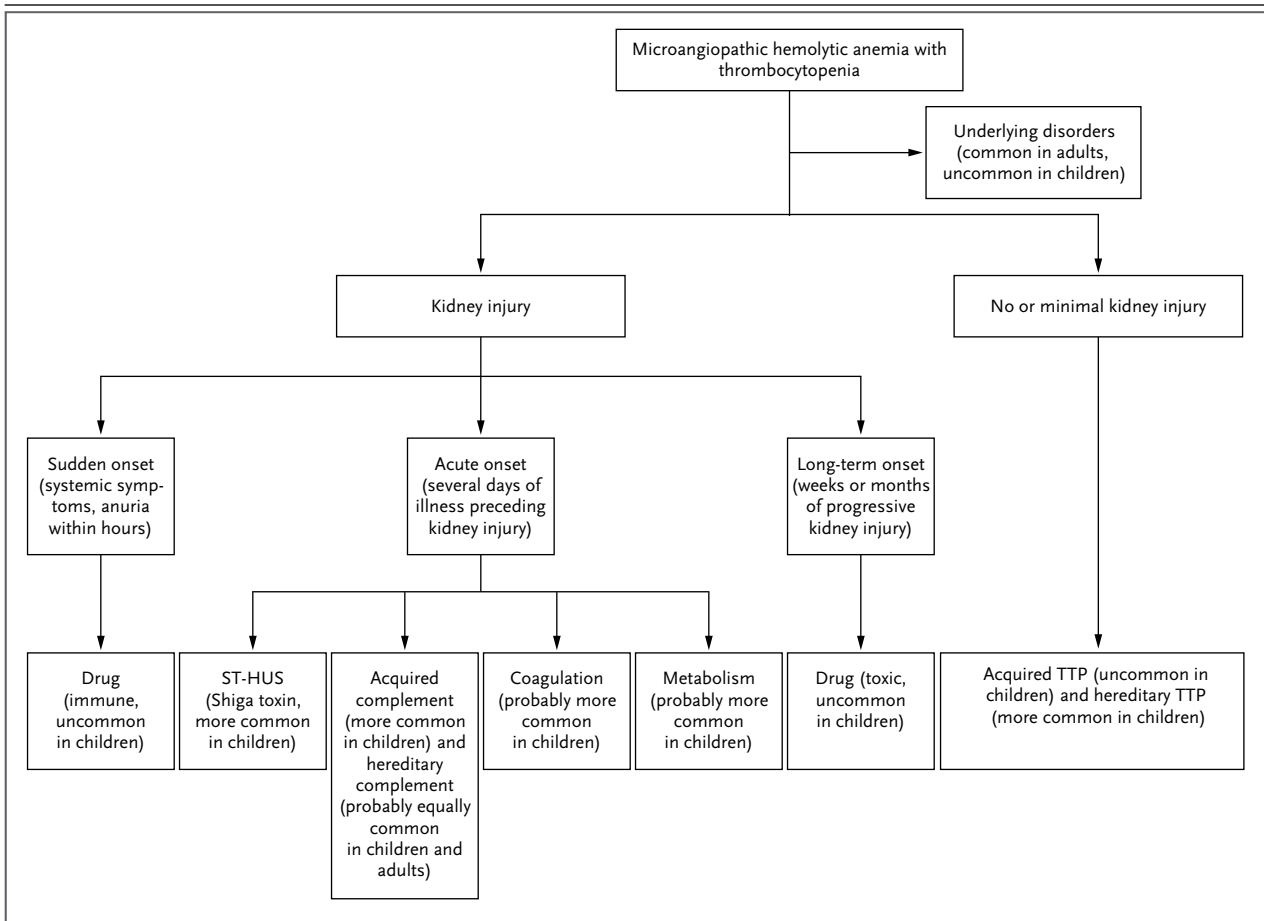 Microangiopathic hemolytic anemia with
thrombocytopenia
Underlying disorders
(common in adults,
uncommon in children)
Kidney injury
No or minimal kidney injury
Sudden onset
(systemic symp-
toms, anuria
within hours)
Acute onset
(several days of
illness preceding
kidney injury)
Long-term onset
(weeks or months
of progressive
kidney injury)
Drug
(immune,
uncommon
in children)
ST-HUS
(Shiga toxin,
more common
in children)
Acquired
complement
(more common
in children) and
hereditary
complement
(probably equally
common
in children and
adults)
Coagulation
(probably more
common
in children)
Metabolism
(probably more
common
in children)
Drug (toxic,
uncommon
in children)
Acquired TTP (uncommon in
children) and hereditary TTP
(more common in children)